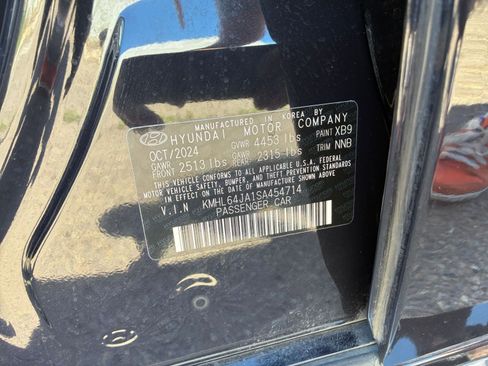 MANUFACTURED IN KOREA BY
HYUNDAI MOTOR COMPANY
OCT/2024 GVWR 4453 lbs PAINT XB9
GAWR FRONT 2513 lbs GAWR REAR 2315 lbs TRIM NNB
THIS VEHICLE CONFORMS TO ALL APPLICABLE U.S.A. FEDERAL
MOTOR VEHICLE SAFETY, BUMPER, AND THEFT
PREVENTION STANDARDS IN EFFECT ON THE DATE OF MANUFACTURE SHOWN ABOVE.
V.I.N KMHL64JA1SA454714
PASSENGER CAR